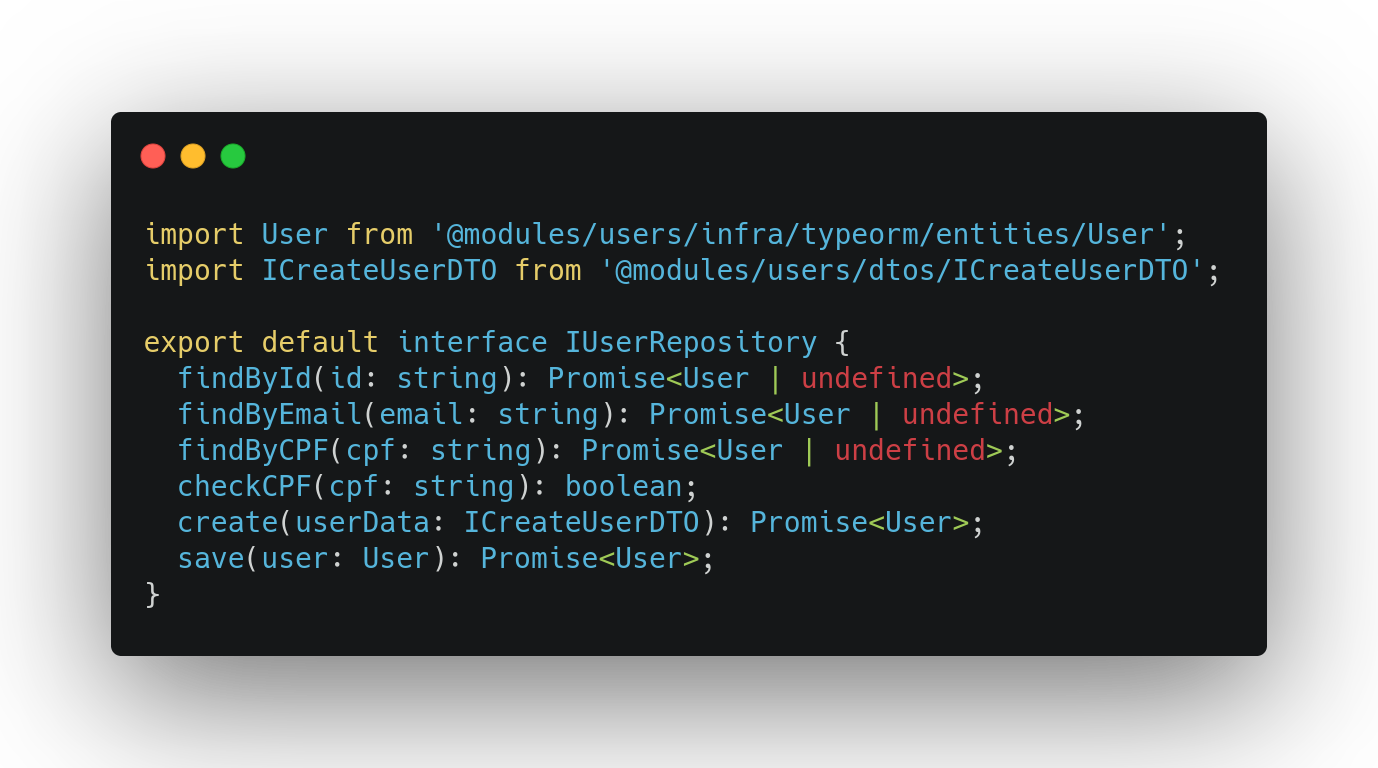 import User from '@modules/users/infra/typeorm/entities/User';
import ICreateUserDTO from '@modules/users/dtos/ICreateUserDTO';

export default interface IUserRepository {
  findById(id: string): Promise<User | undefined>;
  findByEmail(email: string): Promise<User | undefined>;
  findByCPF(cpf: string): Promise<User | undefined>;
  checkCPF(cpf: string): boolean;
  create(userData: ICreateUserDTO): Promise<User>;
  save(user: User): Promise<User>;
}